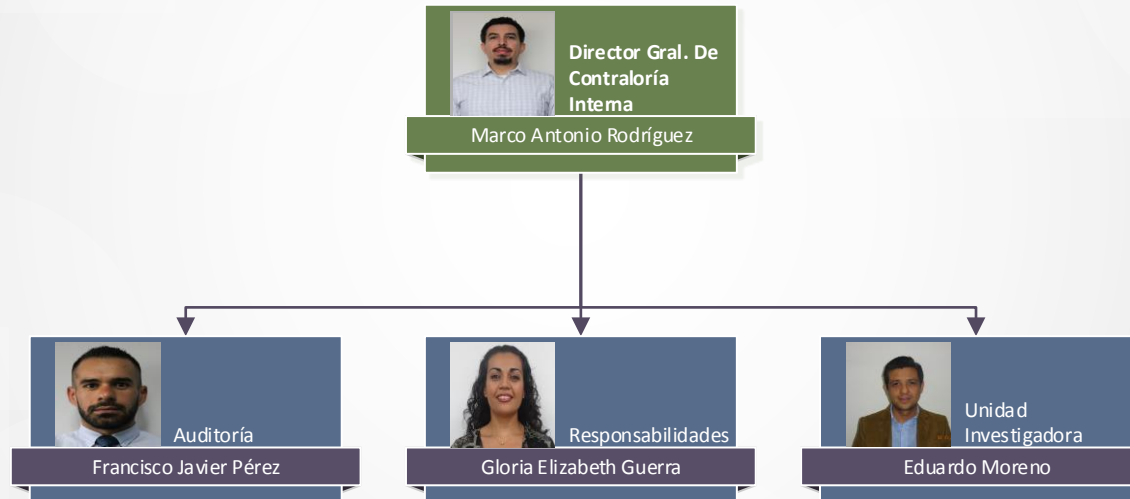 Director Gral. De
Contraloría
Interna
Marco Antonio Rodríguez
Auditoría
Francisco Javier Pérez
Responsabilidades
Gloria Elizabeth Guerra
Unidad
Investigadora
Eduardo Moreno